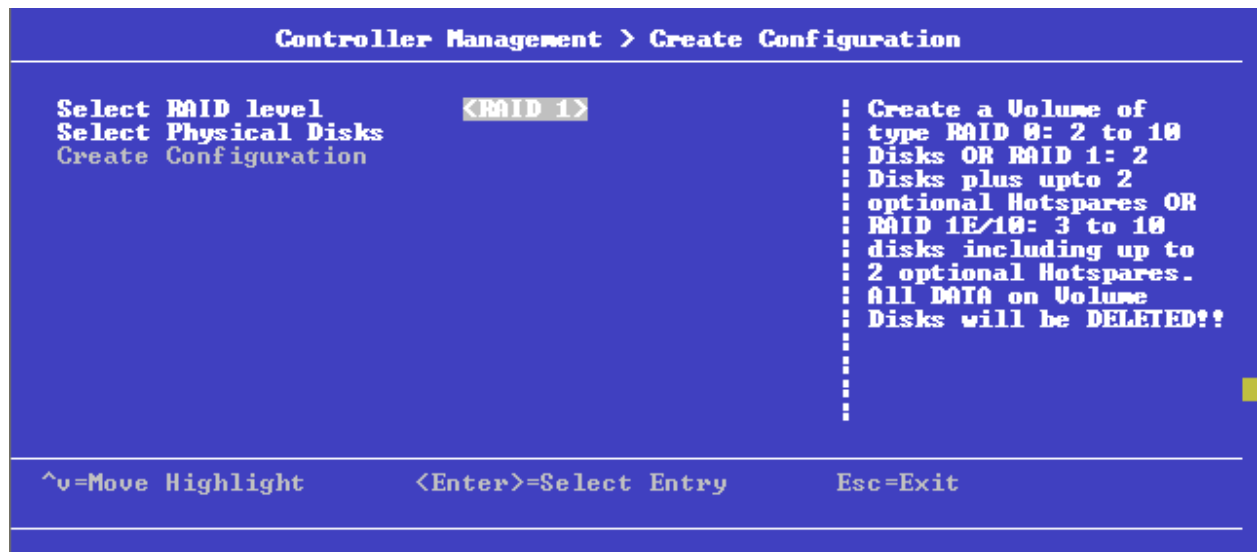 Controller Management > Create Configuration
Select RAID level <RAID 1>
Select Physical Disks
Create Configuration
Create a Volume of
type RAID 0: 2 to 10
Disks OR RAID 1: 2
Disks plus upto 2
optional Hotspares OR
RAID 1E/10: 3 to 10
disks including up to
2 optional Hotspares.
All DATA on Volume
Disks will be DELETED!!
^v=Move Highlight <Enter>=Select Entry Esc=Exit